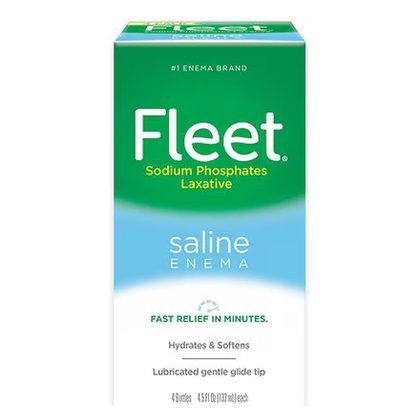 #1 ENEMA BRAND
Fleet®
Sodium Phosphates
Laxative
saline
ENEMA
FAST RELIEF IN MINUTES.
Hydrates & Softens
Lubricated gentle glide tip
4 Bottles 4.5 Fl Oz (133 mL) each